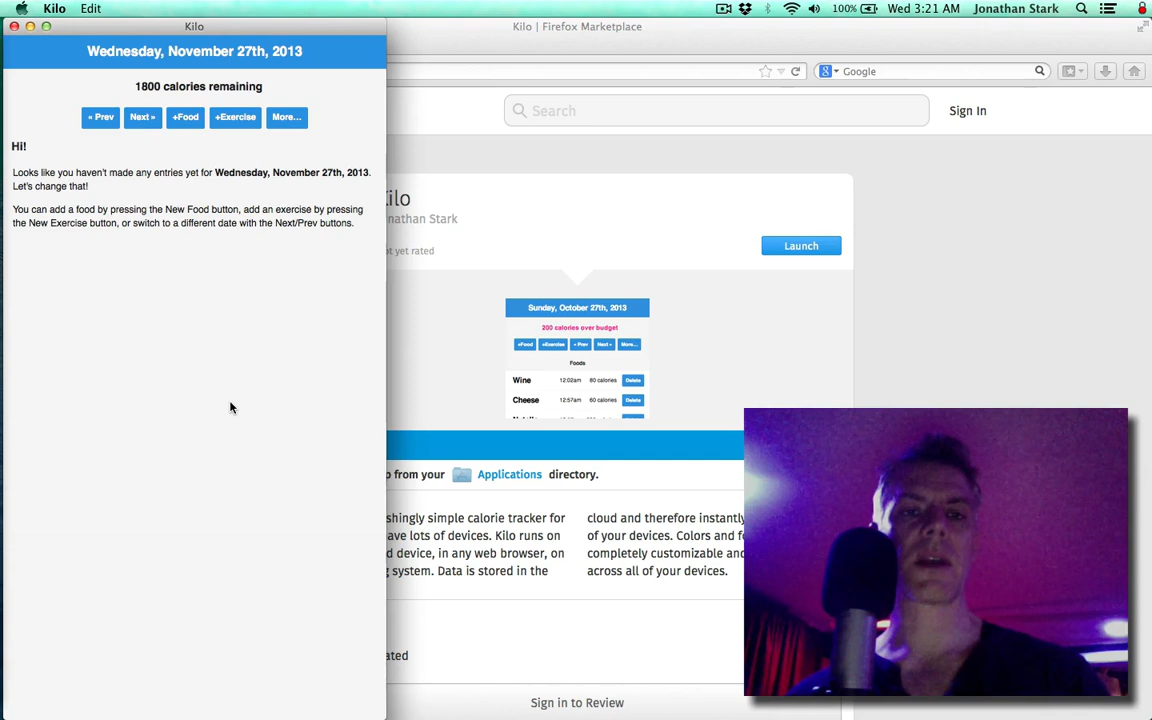 Kilo Edit
100% Wed 3:21 AM Jonathan Stark
Kilo
Wednesday, November 27th, 2013
1800 calories remaining
« Prev Next » +Food +Exercise More...
Hi!
Looks like you haven't made any entries yet for Wednesday, November 27th, 2013.
Let's change that!
You can add a food by pressing the New Food button, add an exercise by pressing
the New Exercise button, or switch to a different date with the Next/Prev buttons.
Kilo | Firefox Marketplace
Google
Search
Sign In
ilo
nathan Stark
t yet rated
Launch
Sunday, October 27th, 2013
200 calories over budget
+Food +Exercise « Prev Next » More...
Foods
Wine 12:02am 80 calories Delete
Cheese 12:57am 60 calories Delete
p from your Applications directory.
shingly simple calorie tracker for
ave lots of devices. Kilo runs on
d device, in any web browser, on
g system. Data is stored in the
cloud and therefore instantly
of your devices. Colors and f
completely customizable an
across all of your devices.
ated
Sign in to Review